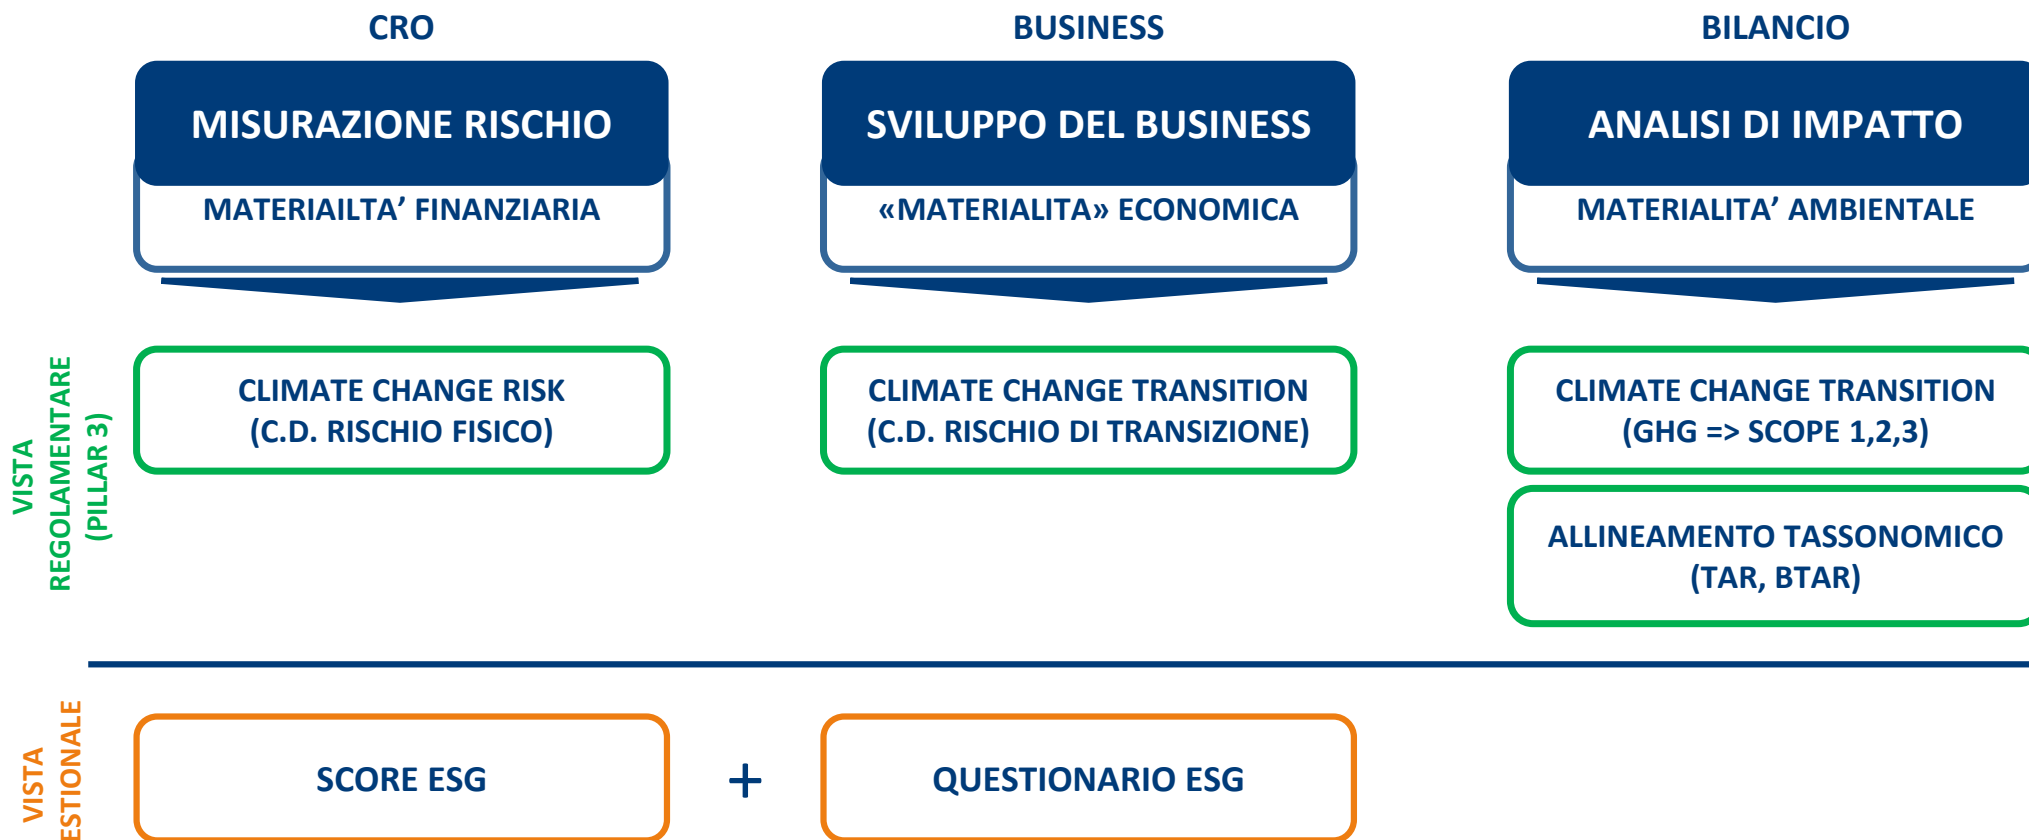 CRO
BUSINESS
BILANCIO
MISURAZIONE RISCHIO
SVILUPPO DEL BUSINESS
ANALISI DI IMPATTO
MATERIAILTA’ FINANZIARIA
«MATERIALITA» ECONOMICA
MATERIALITA’ AMBIENTALE
VISTA
REGOLAMENTARE
(PILLAR 3)
CLIMATE CHANGE RISK
(C.D. RISCHIO FISICO)
CLIMATE CHANGE TRANSITION
(C.D. RISCHIO DI TRANSIZIONE)
CLIMATE CHANGE TRANSITION
(GHG => SCOPE 1,2,3)
ALLINEAMENTO TASSONOMICO
(TAR, BTAR)
VISTA
ESTIONALE
SCORE ESG
+
QUESTIONARIO ESG